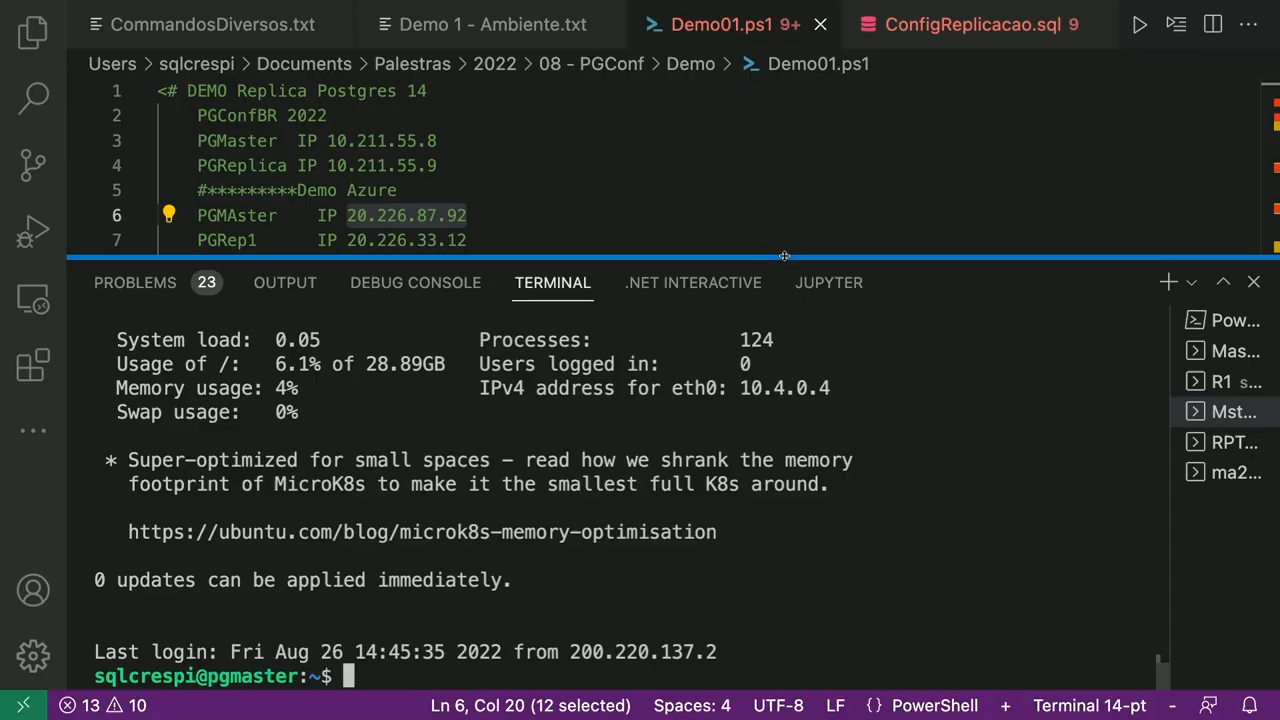 CommandosDiversos.txt Demo 1 - Ambiente.txt Demo01.ps1 9+ ConfigReplicacao.sql 9
Users > sqlcrespi > Documents > Palestras > 2022 > 08 - PGConf > Demo > Demo01.ps1
1 <# DEMO Replica Postgres 14
2 PGConfBR 2022
3 PGMaster IP 10.211.55.8
4 PGReplica IP 10.211.55.9
5 #*********Demo Azure
6 PGMAster IP 20.226.87.92
7 PGRep1 IP 20.226.33.12
PROBLEMS 23 OUTPUT DEBUG CONSOLE TERMINAL .NET INTERACTIVE JUPYTER
System load: 0.05 Processes: 124
Usage of /: 6.1% of 28.89GB Users logged in: 0
Memory usage: 4% IPv4 address for eth0: 10.4.0.4
Swap usage: 0%
* Super-optimized for small spaces - read how we shrank the memory
footprint of MicroK8s to make it the smallest full K8s around.
https://ubuntu.com/blog/microk8s-memory-optimisation
0 updates can be applied immediately.
Last login: Fri Aug 26 14:45:35 2022 from 200.220.137.2
sqlcrespi@pgmaster:~$
Pow...
Mas...
R1 s...
Mst...
RPT...
ma2...
13 10 Ln 6, Col 20 (12 selected) Spaces: 4 UTF-8 LF {} PowerShell + Terminal 14-pt -